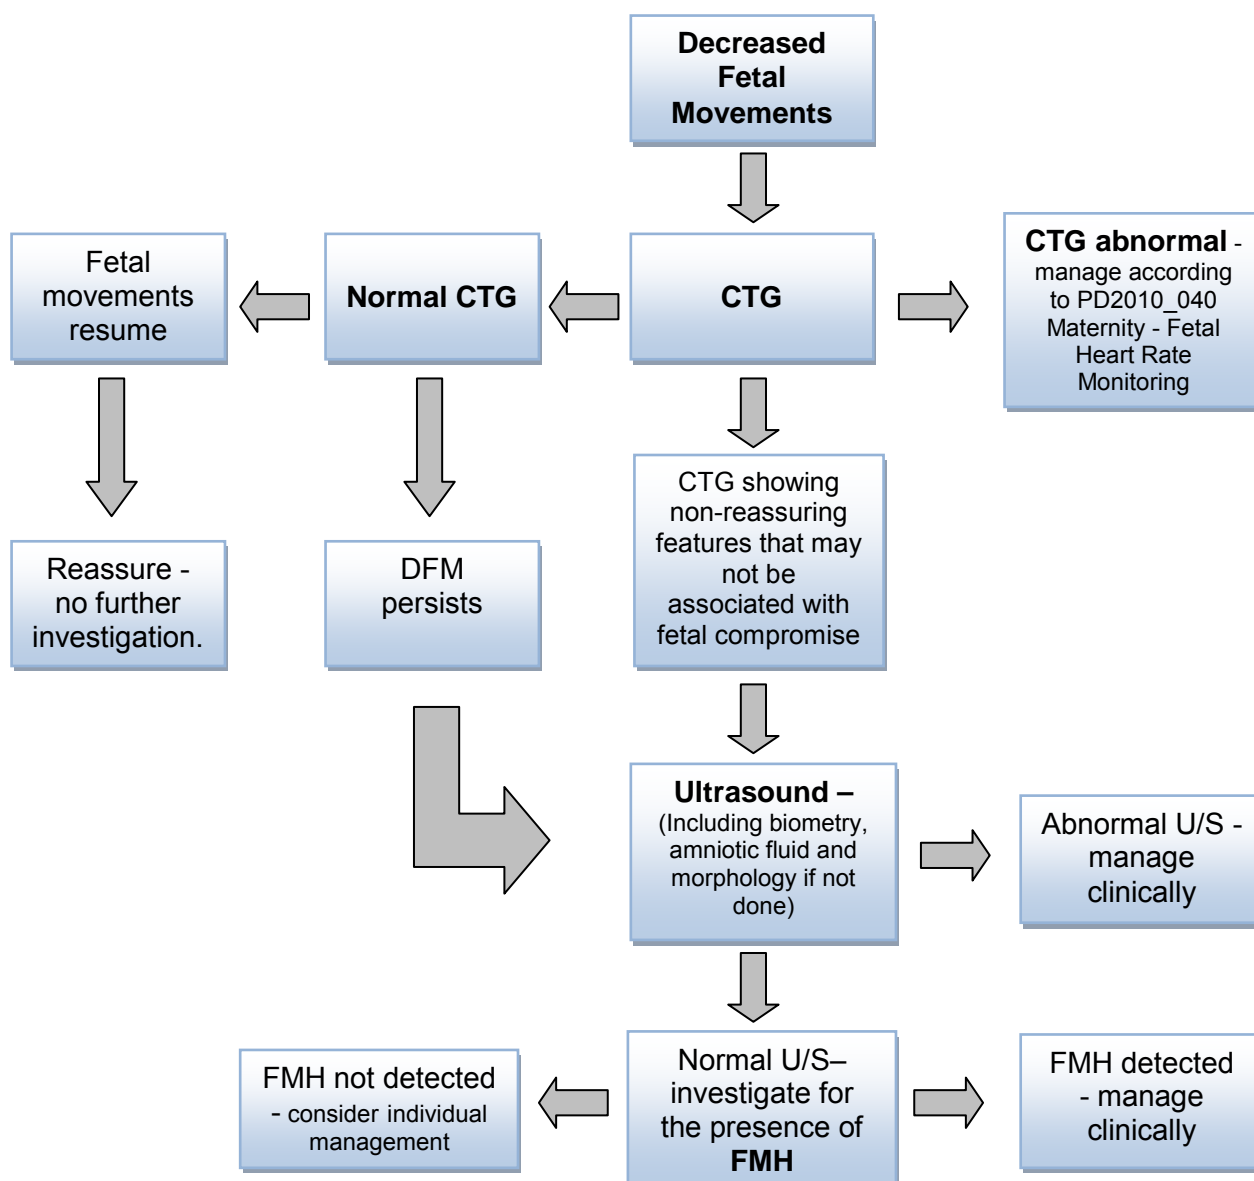 Decreased
Fetal
Movements
Fetal
movements
resume
Normal CTG
CTG
CTG abnormal -
manage according
to PD2010_040
Maternity - Fetal
Heart Rate
Monitoring
CTG showing
non-reassuring
features that may
not be
associated with
fetal compromise
Reassure -
no further
investigation.
DFM
persists
Ultrasound –
(Including biometry,
amniotic fluid and
morphology if not
done)
Abnormal U/S -
manage
clinically
FMH not detected
- consider individual
management
Normal U/S–
investigate for
the presence of
FMH
FMH detected
- manage
clinically